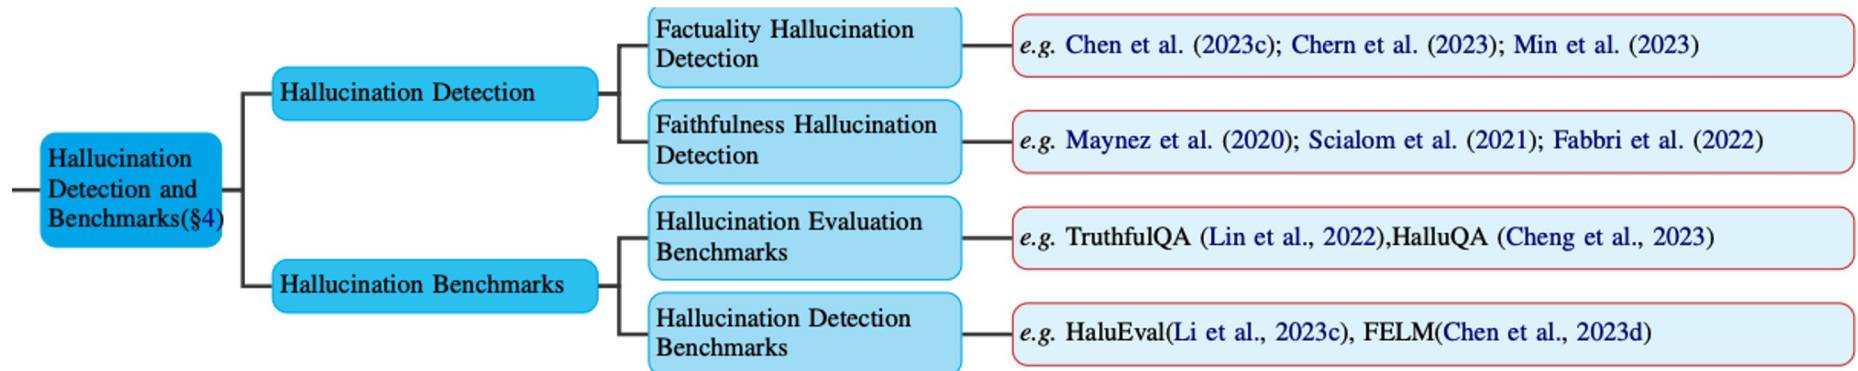 Hallucination
Detection and
Benchmarks(§4)
Hallucination Detection
Factuality Hallucination
Detection
e.g. Chen et al. (2023c); Chern et al. (2023); Min et al. (2023)
Faithfulness Hallucination
Detection
e.g. Maynez et al. (2020); Scialom et al. (2021); Fabbri et al. (2022)
Hallucination Benchmarks
Hallucination Evaluation
Benchmarks
e.g. TruthfulQA (Lin et al., 2022),HalluQA (Cheng et al., 2023)
Hallucination Detection
Benchmarks
e.g. HaluEval(Li et al., 2023c), FELM(Chen et al., 2023d)